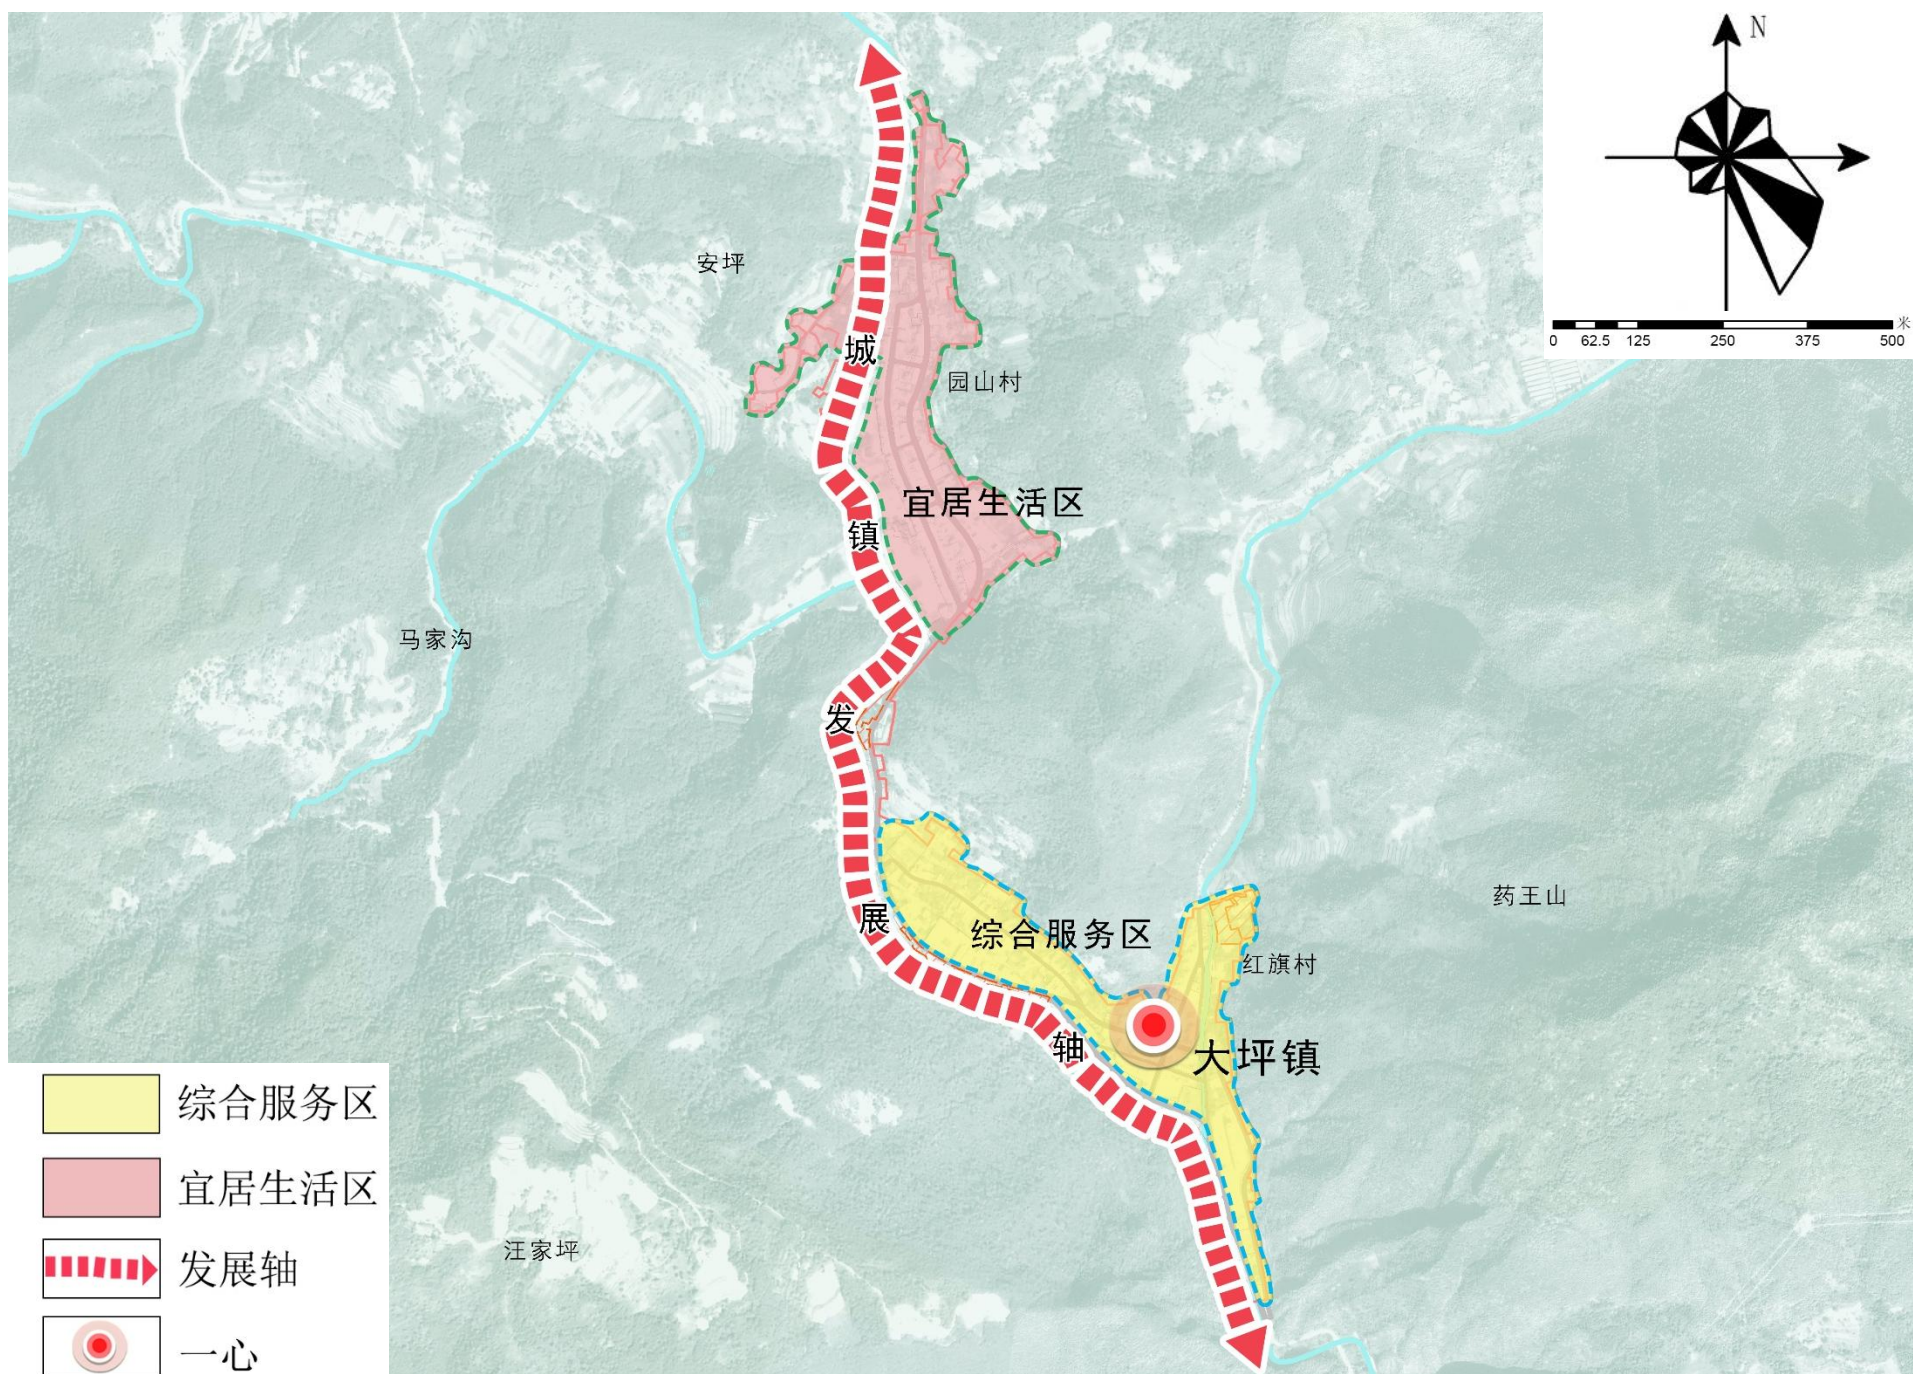 N
米
0 62.5 125 250 375 500
安坪
城
园山村
宜居生活区
镇
马家沟
发
药王山
展
综合服务区
红旗村
轴
大坪镇
汪家坪
综合服务区
宜居生活区
发展轴
一心